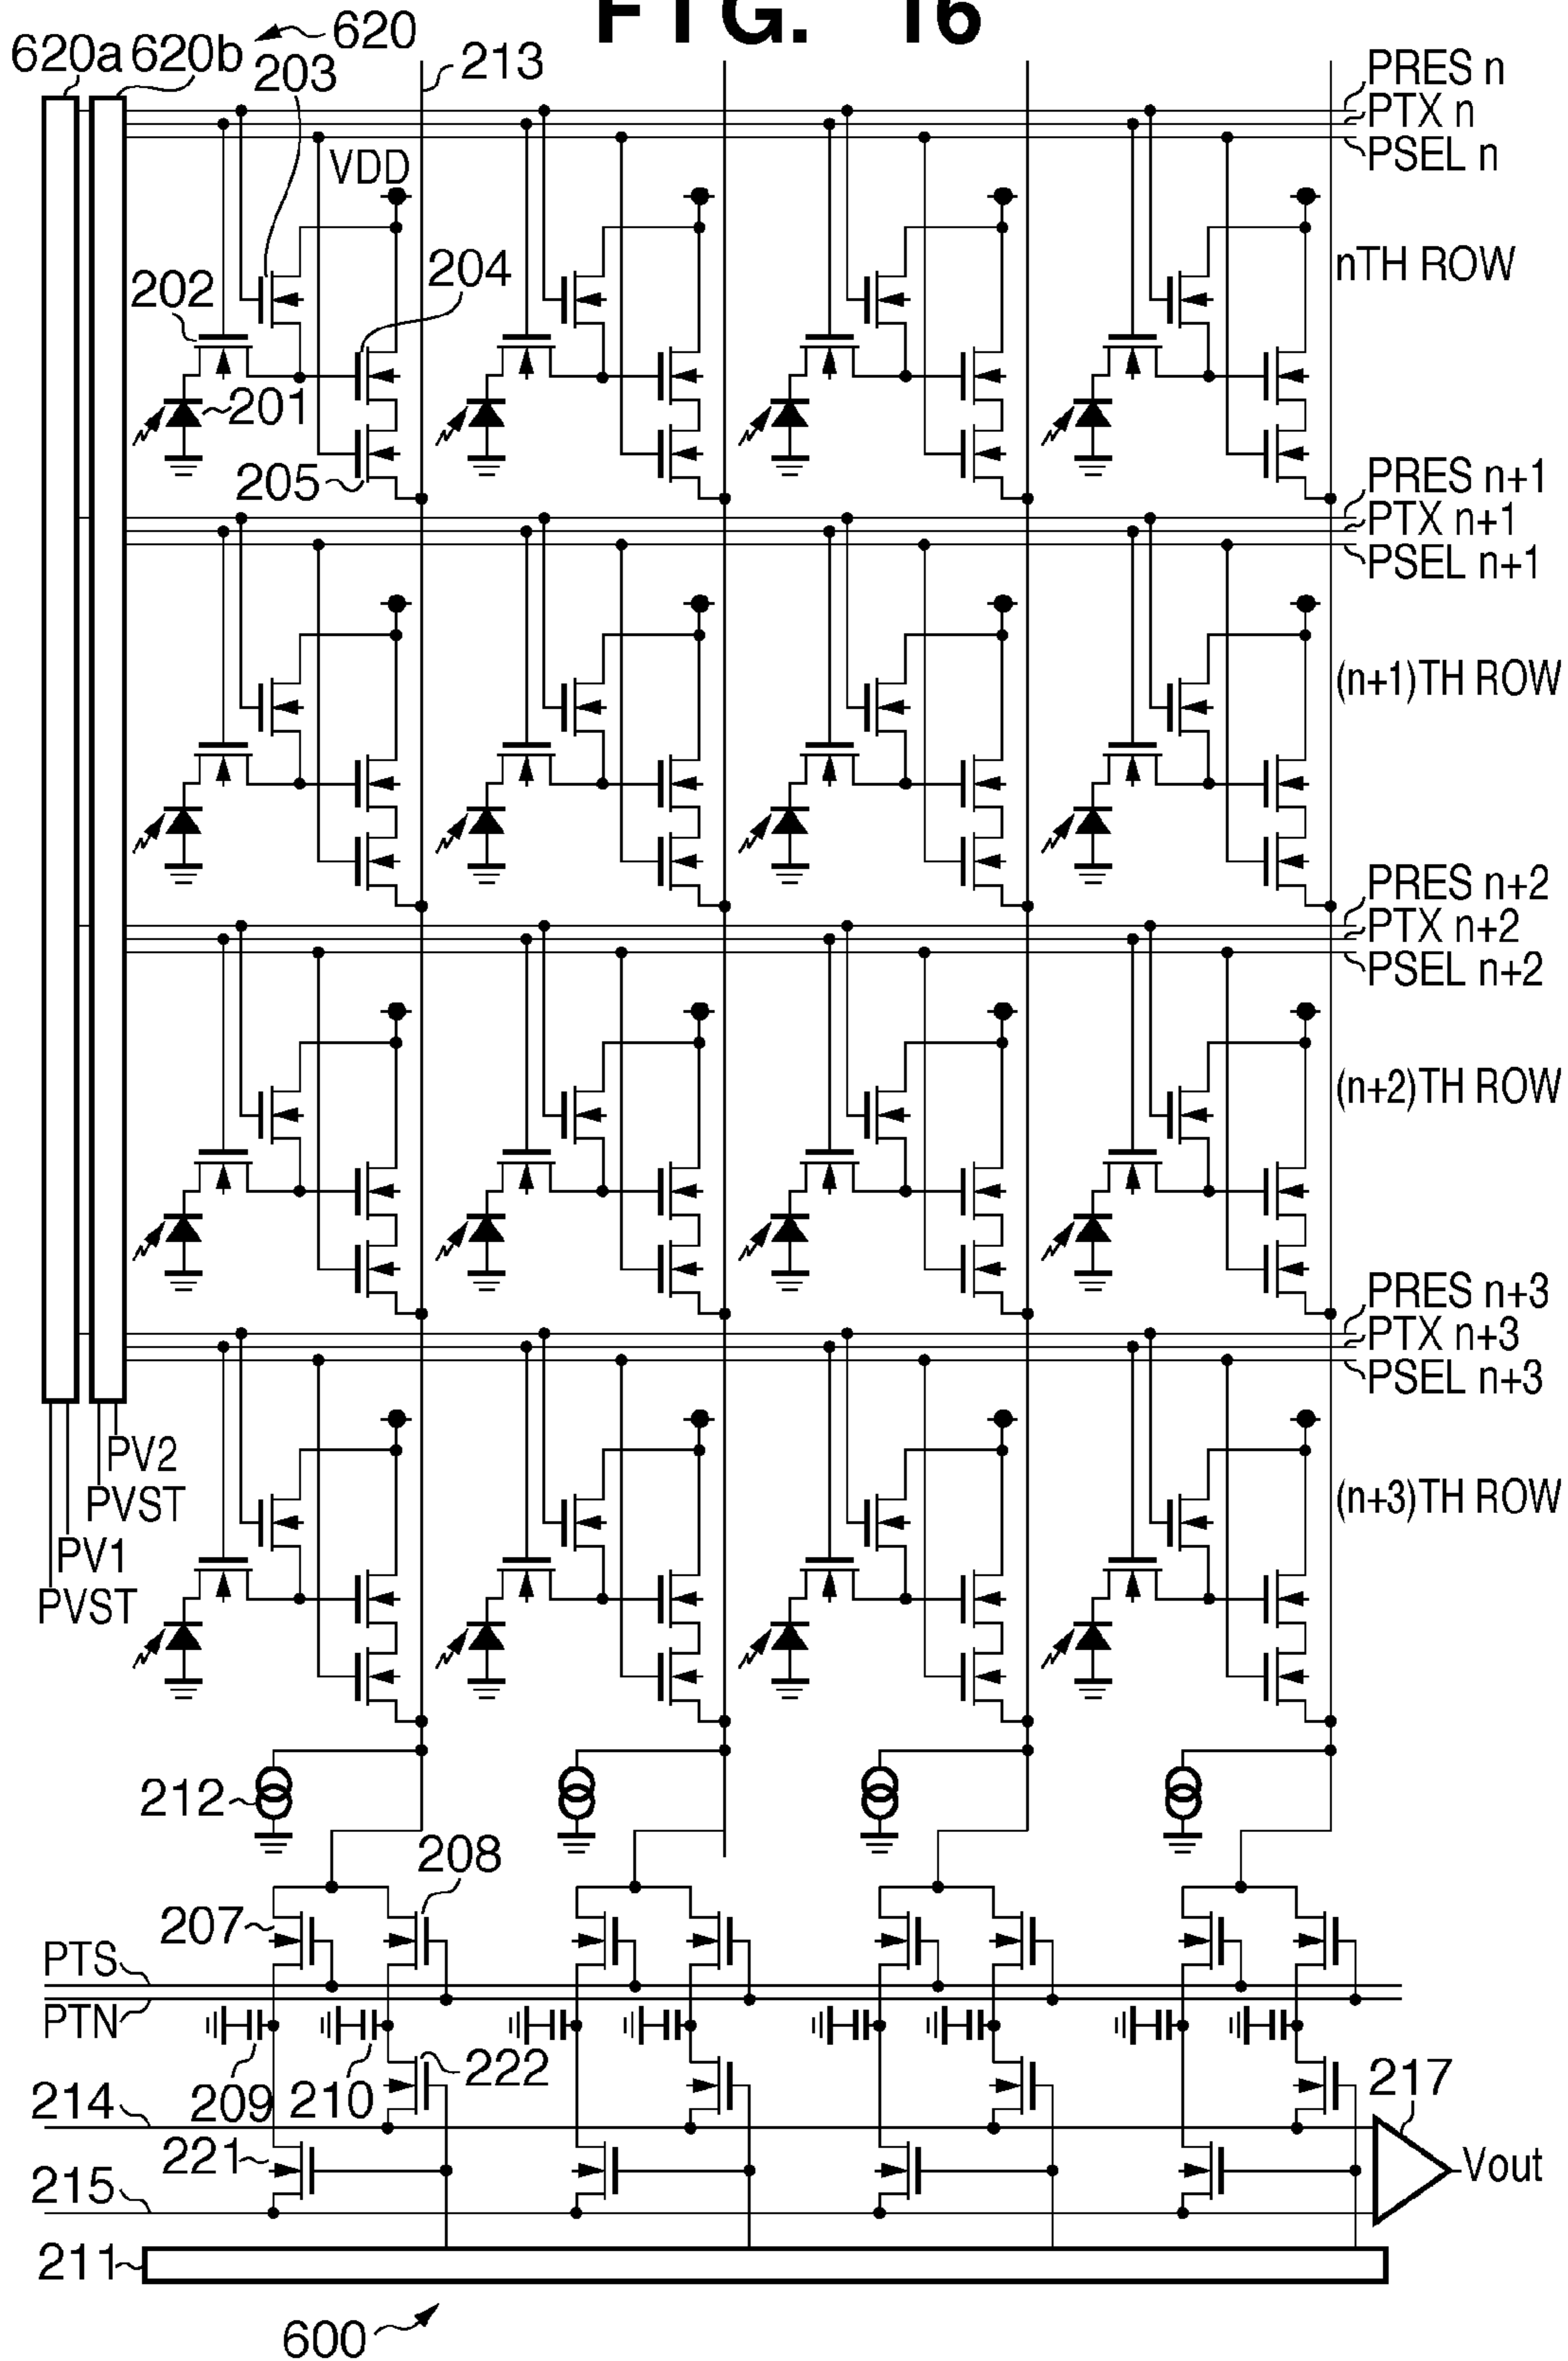 FIG. 16
620
620a 620b 203 213
PRES n
PTX n
PSEL n
VDD
nTH ROW
202 204
201
205
PRES n+1
PTX n+1
PSEL n+1
(n+1)TH ROW
PRES n+2
PTX n+2
PSEL n+2
(n+2)TH ROW
PRES n+3
PTX n+3
PSEL n+3
PV2
PVST
(n+3)TH ROW
PV1
PVST
212
208
207
PTS
PTN
222
209 210
217
214
221
Vout
215
211
600